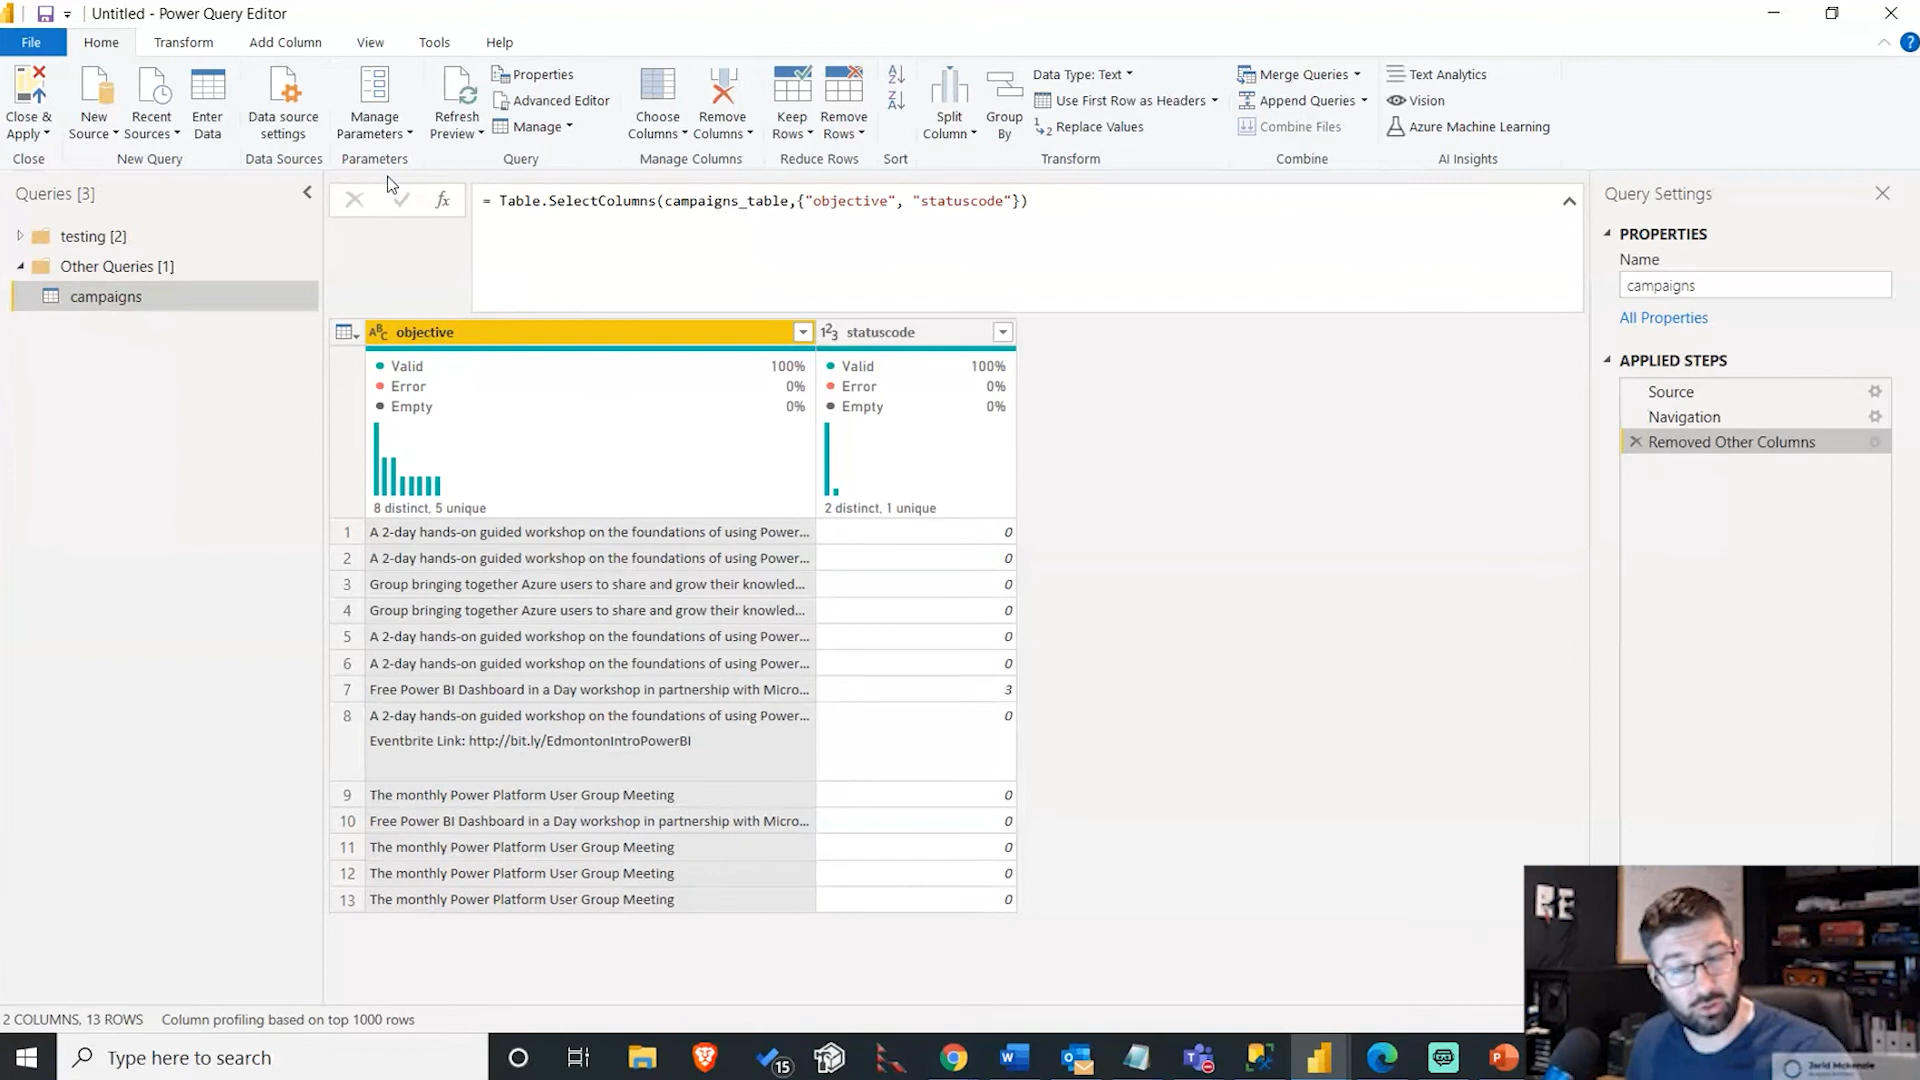 Untitled - Power Query Editor
File Home Transform Add Column View Tools Help
Close & Apply
Close
New Source
Recent Sources
Enter Data
New Query
Data source settings
Data Sources
Manage Parameters
Parameters
Refresh Preview
Properties
Advanced Editor
Manage
Query
Choose Columns
Remove Columns
Manage Columns
Keep Rows
Remove Rows
Reduce Rows
Sort
Split Column
Group By
Data Type: Text
Use First Row as Headers
Replace Values
Transform
Merge Queries
Append Queries
Combine Files
Combine
Text Analytics
Vision
Azure Machine Learning
AI Insights
Queries [3]
testing [2]
Other Queries [1]
campaigns
fx
= Table.SelectColumns(campaigns_table,{"objective", "statuscode"})
ABC objective 123 statuscode
Valid 100% Valid 100%
Error 0% Error 0%
Empty 0% Empty 0%
8 distinct, 5 unique 2 distinct, 1 unique
1 A 2-day hands-on guided workshop on the foundations of using Power... 0
2 A 2-day hands-on guided workshop on the foundations of using Power... 0
3 Group bringing together Azure users to share and grow their knowled... 0
4 Group bringing together Azure users to share and grow their knowled... 0
5 A 2-day hands-on guided workshop on the foundations of using Power... 0
6 A 2-day hands-on guided workshop on the foundations of using Power... 0
7 Free Power BI Dashboard in a Day workshop in partnership with Micro... 3
8 A 2-day hands-on guided workshop on the foundations of using Power... 0
Eventbrite Link: http://bit.ly/EdmontonIntroPowerBI
9 The monthly Power Platform User Group Meeting 0
10 Free Power BI Dashboard in a Day workshop in partnership with Micro... 0
11 The monthly Power Platform User Group Meeting 0
12 The monthly Power Platform User Group Meeting 0
13 The monthly Power Platform User Group Meeting 0
Query Settings
PROPERTIES
Name
campaigns
All Properties
APPLIED STEPS
Source
Navigation
Removed Other Columns
2 COLUMNS, 13 ROWS Column profiling based on top 1000 rows
Type here to search
15
RE
Jarid McKenzie